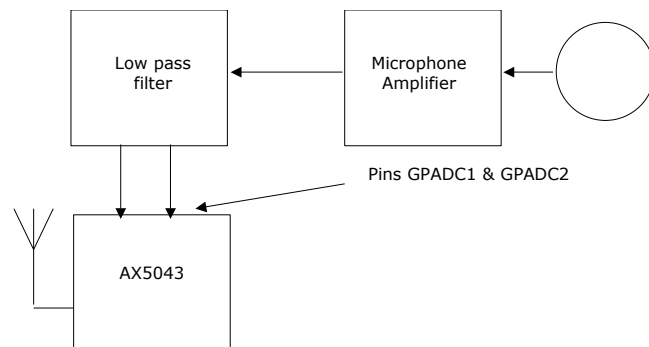 Low pass
filter
Microphone
Amplifier
Pins GPADC1 & GPADC2
AX5043